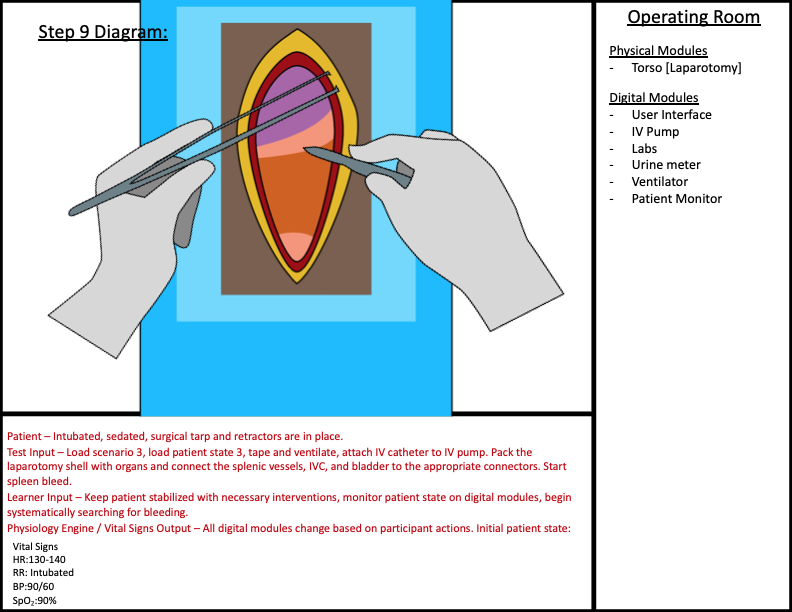 Step 9 Diagram:
Operating Room
Physical Modules
- Torso [Laparotomy]
Digital Modules
- User Interface
- IV Pump
- Labs
- Urine meter
- Ventilator
- Patient Monitor
Patient – Intubated, sedated, surgical tarp and retractors are in place.
Test Input – Load scenario 3, load patient state 3, tape and ventilate, attach IV catheter to IV pump. Pack the
laparotomy shell with organs and connect the splenic vessels, IVC, and bladder to the appropriate connectors. Start
spleen bleed.
Learner Input – Keep patient stabilized with necessary interventions, monitor patient state on digital modules, begin
systematically searching for bleeding.
Physiology Engine / Vital Signs Output – All digital modules change based on participant actions. Initial patient state:
Vital Signs
HR:130-140
RR: Intubated
BP:90/60
SpO₂:90%